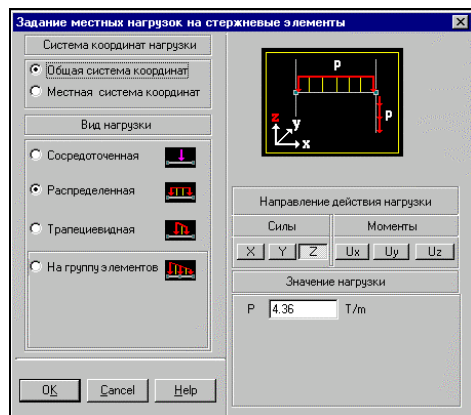 Задание местных нагрузок на стержневые элементы
Система координат нагрузки
Общая система координат
Местная система координат
Вид нагрузки
Сосредоточенная
Распределенная
Трапециевидная
На группу элементов
OK
Cancel
Help
P
P
z
y
x
Направление действия нагрузки
Силы
Моменты
X
Y
Z
Ux
Uy
Uz
Значение нагрузки
P 4.36 T/m